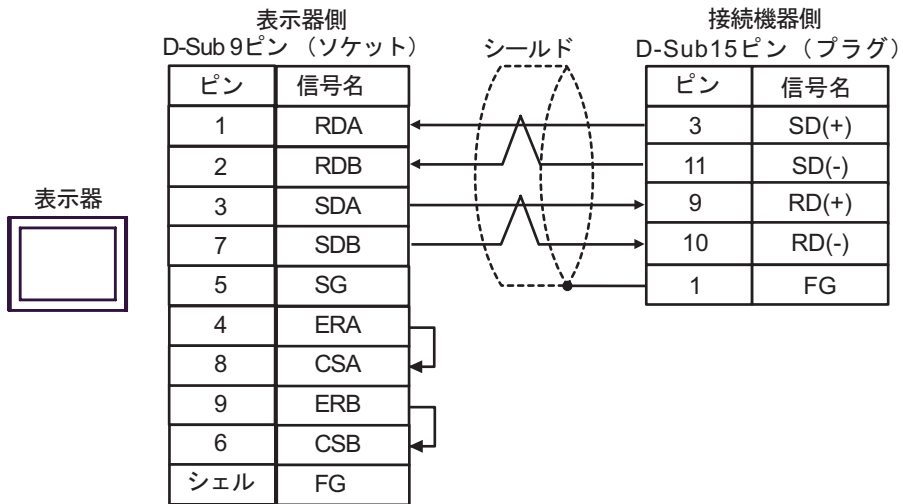 表示器側
D-Sub 9ピン （ソケット）
シールド
接続機器側
D-Sub15ピン （プラグ）
表示器
ピン 信号名
1 RDA
2 RDB
3 SDA
7 SDB
5 SG
4 ERA
8 CSA
9 ERB
6 CSB
シェル FG
ピン 信号名
3 SD(+)
11 SD(-)
9 RD(+)
10 RD(-)
1 FG